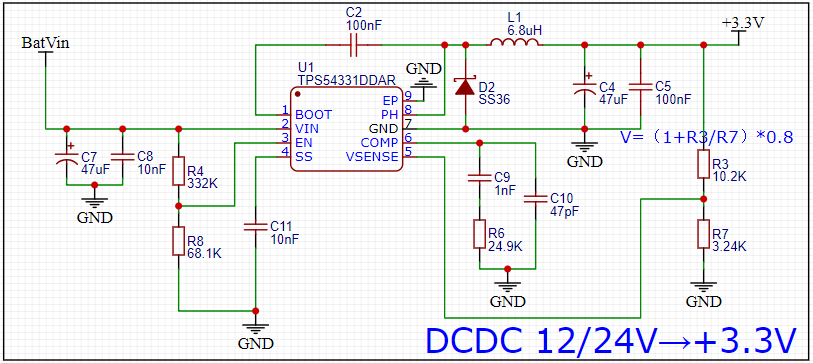 BatVin
C2
100nF
L1
6.8uH
+3.3V
U1
TPS54331DDAR
GND
D2
SS36
C4
47uF
C5
100nF
1 BOOT
2 VIN
3 EN
4 SS
EP 9
PH 8
GND 7
COMP 6
VSENSE 5
GND
V=（1+R3/R7）*0.8
C7
47uF
C8
10nF
GND
R4
332K
R8
68.1K
C11
10nF
GND
C9
1nF
C10
47pF
R6
24.9K
GND
R3
10.2K
R7
3.24K
GND
DCDC 12/24V→+3.3V